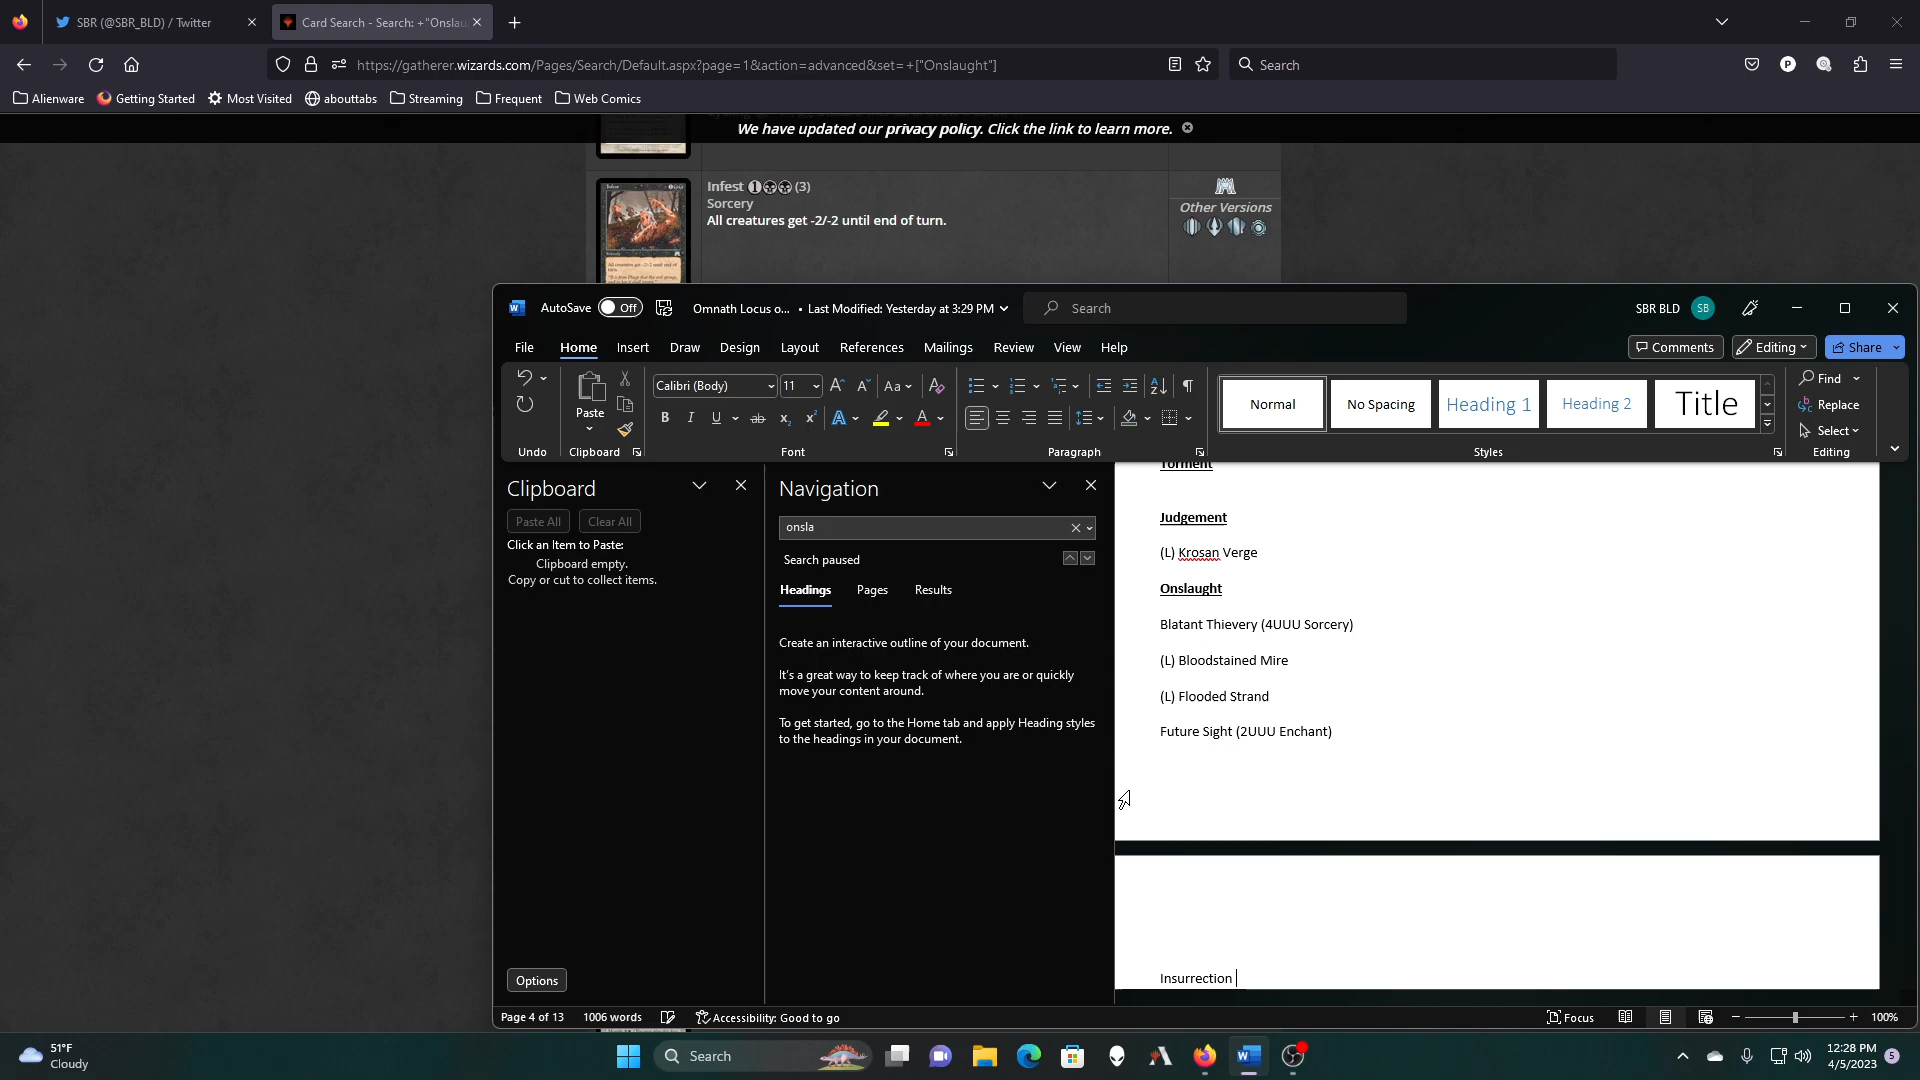 SBR (@SBR_BLD) / Twitter
Card Search - Search: +"Onslau
https://gatherer.wizards.com/Pages/Search/Default.aspx?page=1&action=advanced&set=+["Onslaught"]
Search
Alienware
Getting Started
Most Visited
abouttabs
Streaming
Frequent
Web Comics
We have updated our privacy policy. Click the link to learn more.
Infest 1 (3)
Sorcery
All creatures get -2/-2 until end of turn.
Other Versions
AutoSave Off
Omnath Locus o... • Last Modified: Yesterday at 3:29 PM
Search
SBR BLD SB
File Home Insert Draw Design Layout References Mailings Review View Help
Comments Editing Share
Paste
Calibri (Body) 11
Normal
No Spacing
Heading 1
Heading 2
Title
Find
Replace
Select
Undo Clipboard Font Paragraph Styles Editing
Clipboard
Paste All Clear All
Click an Item to Paste:
Clipboard empty.
Copy or cut to collect items.
Options
Navigation
onsla
Search paused
Headings Pages Results
Create an interactive outline of your document.
It's a great way to keep track of where you are or quickly
move your content around.
To get started, go to the Home tab and apply Heading styles
to the headings in your document.
Torment
Judgement
(L) Krosan Verge
Onslaught
Blatant Thievery (4UUU Sorcery)
(L) Bloodstained Mire
(L) Flooded Strand
Future Sight (2UUU Enchant)
Insurrection
Page 4 of 13 1006 words Accessibility: Good to go
Focus 100%
51°F
Cloudy
Search
12:28 PM
4/5/2023
5